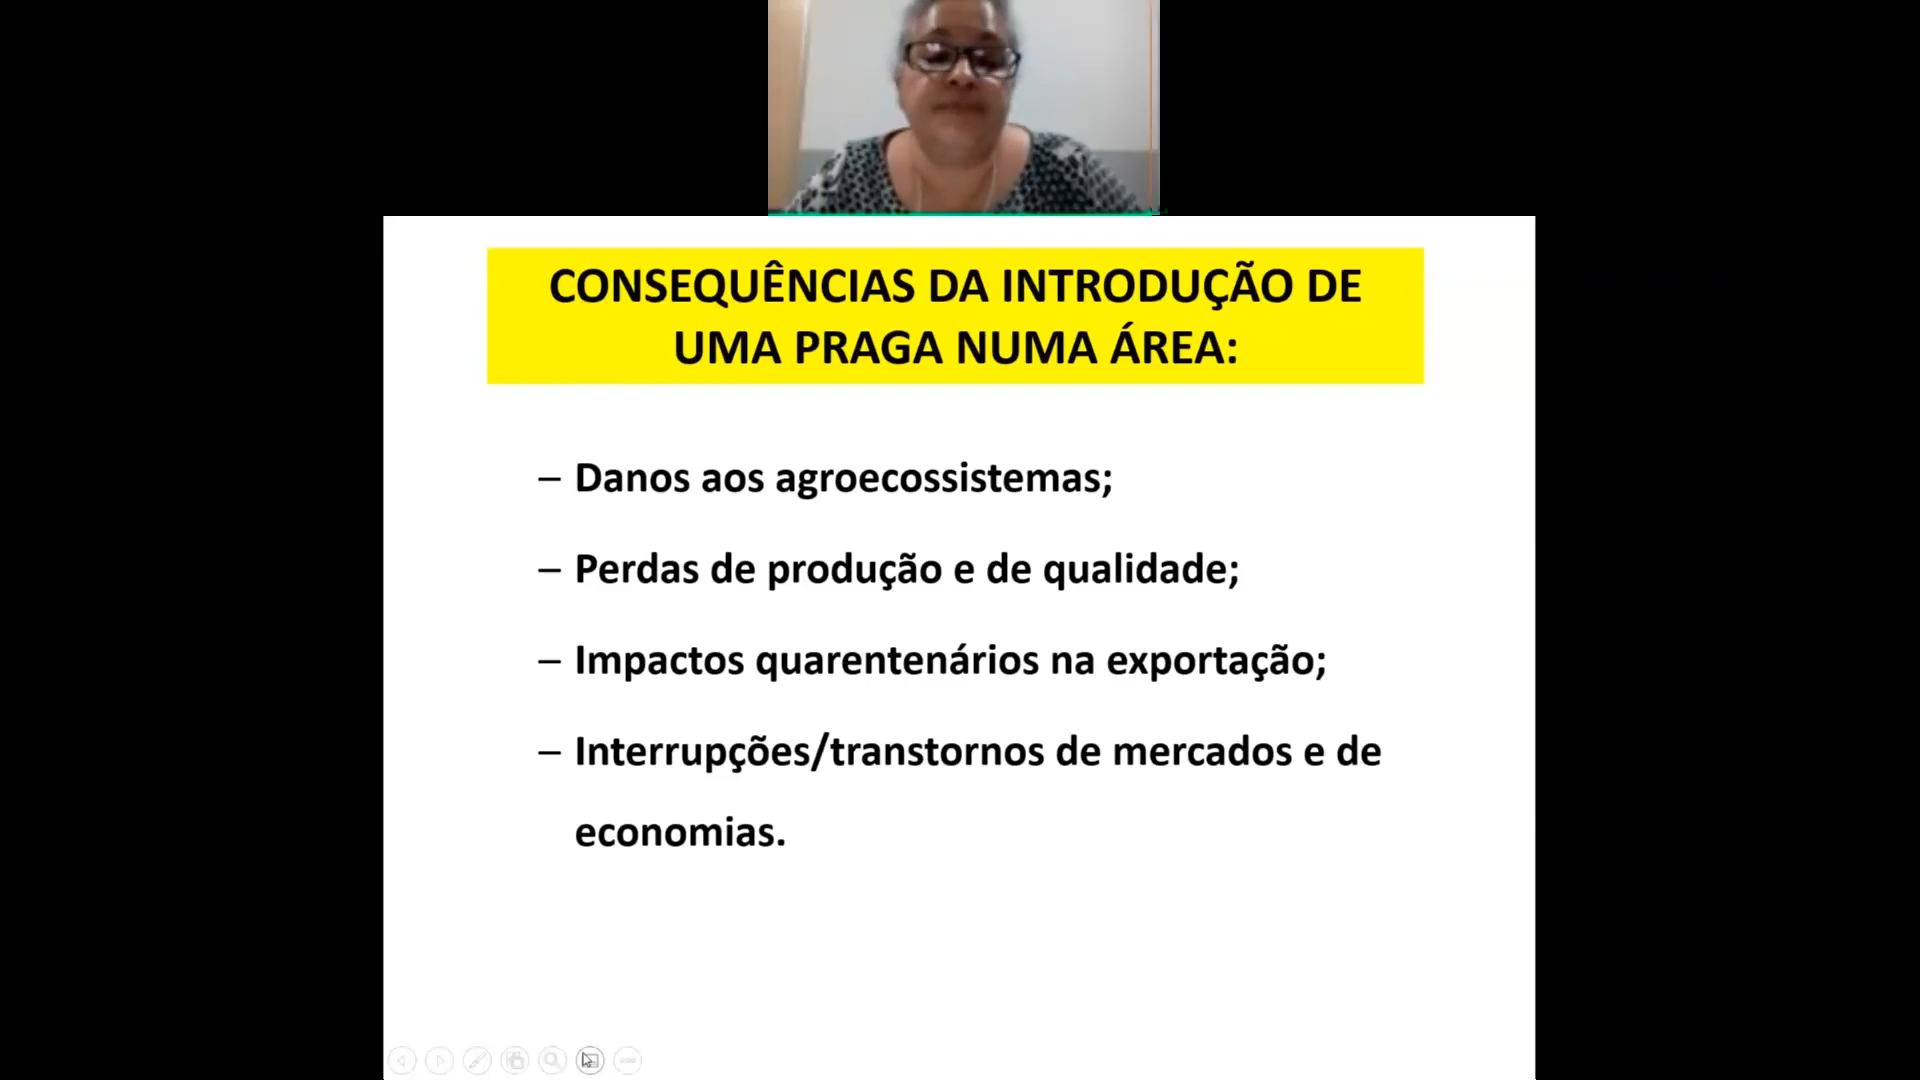 CONSEQUÊNCIAS DA INTRODUÇÃO DE
UMA PRAGA NUMA ÁREA:
– Danos aos agroecossistemas;
– Perdas de produção e de qualidade;
– Impactos quarentenários na exportação;
– Interrupções/transtornos de mercados e de
economias.